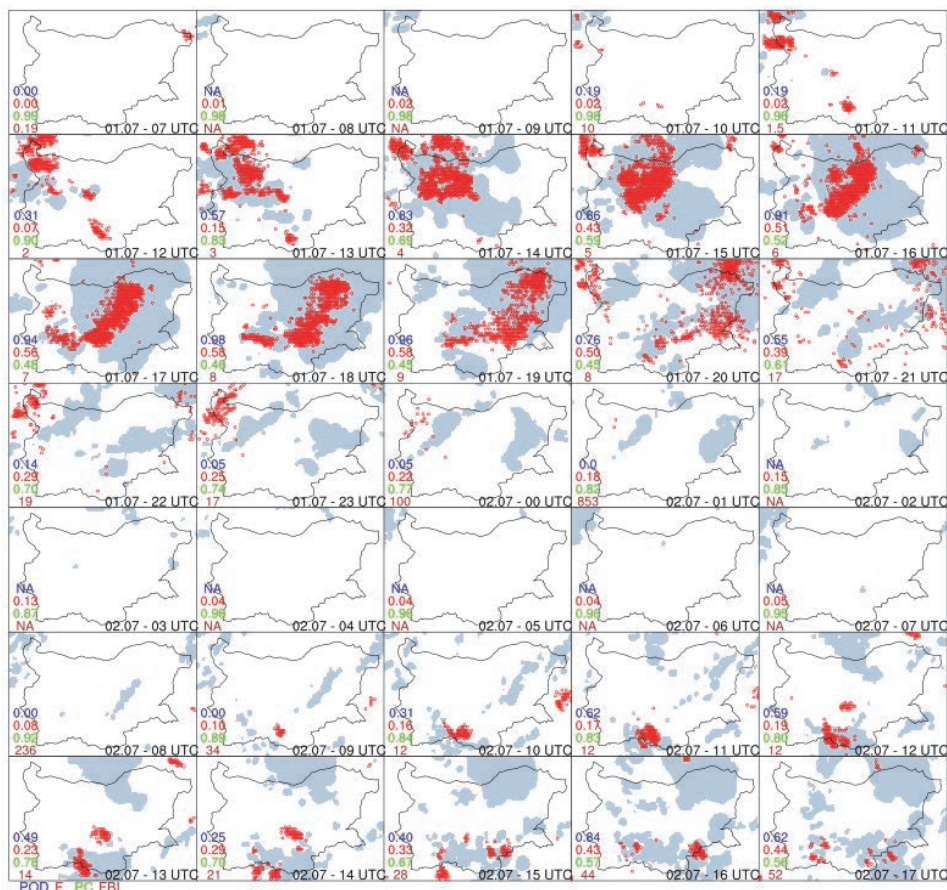 0.00
0.00
0.99
0.19 01.07 - 07 UTC
NA
0.01
0.98
NA 01.07 - 08 UTC
NA
0.02
0.98
NA 01.07 - 09 UTC
0.19
0.02
0.98
10 01.07 - 10 UTC
0.19
0.02
0.96
1.5 01.07 - 11 UTC
0.31
0.07
0.90
2 01.07 - 12 UTC
0.57
0.15
0.83
3 01.07 - 13 UTC
0.83
0.32
0.69
4 01.07 - 14 UTC
0.86
0.43
0.59
5 01.07 - 15 UTC
0.91
0.51
0.52
6 01.07 - 16 UTC
0.94
0.56
0.48
7 01.07 - 17 UTC
0.98
0.58
0.46
8 01.07 - 18 UTC
0.96
0.58
0.45
9 01.07 - 19 UTC
0.76
0.50
0.45
8 01.07 - 20 UTC
0.55
0.39
0.61
17 01.07 - 21 UTC
0.14
0.29
0.70
19 01.07 - 22 UTC
0.05
0.25
0.74
17 01.07 - 23 UTC
0.05
0.22
0.77
100 02.07 - 00 UTC
0.0
0.18
0.82
853 02.07 - 01 UTC
NA
0.15
0.85
NA 02.07 - 02 UTC
NA
0.13
0.87
NA 02.07 - 03 UTC
NA
0.04
0.96
NA 02.07 - 04 UTC
NA
0.04
0.96
NA 02.07 - 05 UTC
NA
0.04
0.96
NA 02.07 - 06 UTC
NA
0.05
0.95
NA 02.07 - 07 UTC
0.00
0.08
0.92
236 02.07 - 08 UTC
0.00
0.10
0.89
34 02.07 - 09 UTC
0.31
0.16
0.84
12 02.07 - 10 UTC
0.62
0.17
0.83
12 02.07 - 11 UTC
0.59
0.19
0.80
12 02.07 - 12 UTC
0.49
0.23
0.76
14 02.07 - 13 UTC
0.25
0.29
0.70
21 02.07 - 14 UTC
0.40
0.33
0.67
28 02.07 - 15 UTC
0.84
0.43
0.57
44 02.07 - 16 UTC
0.62
0.44
0.56
52 02.07 - 17 UTC
POD F PC FBI